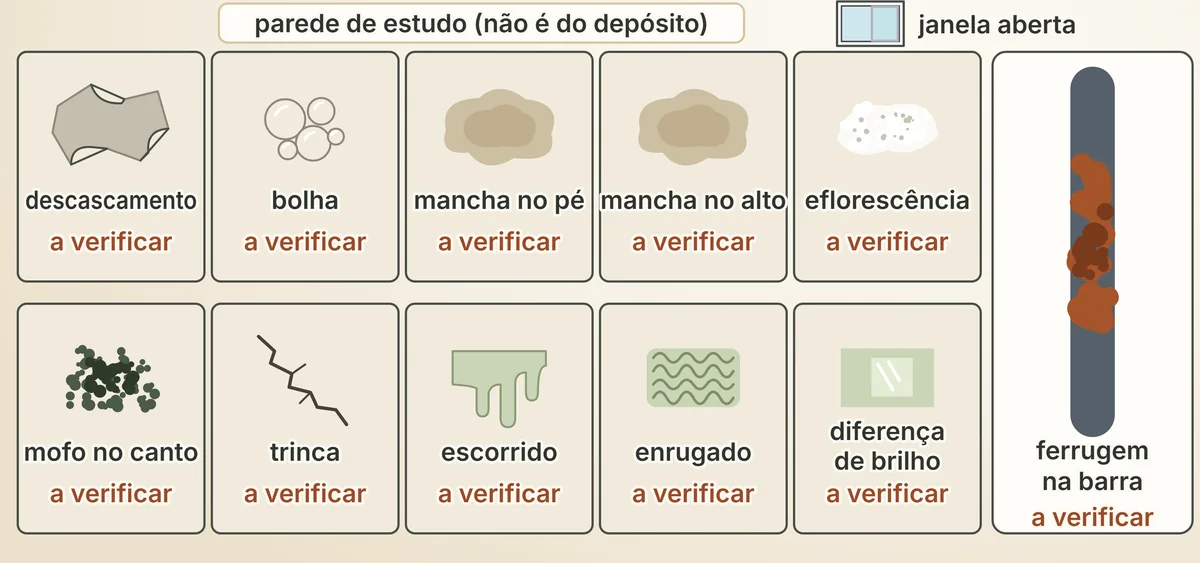 parede de estudo (não é do depósito)
janela aberta
descascamento
a verificar
bolha
a verificar
mancha no pé
a verificar
mancha no alto
a verificar
eflorescência
a verificar
mofo no canto
a verificar
trinca
a verificar
escorrido
a verificar
enrugado
a verificar
diferença
de brilho
a verificar
ferrugem
na barra
a verificar